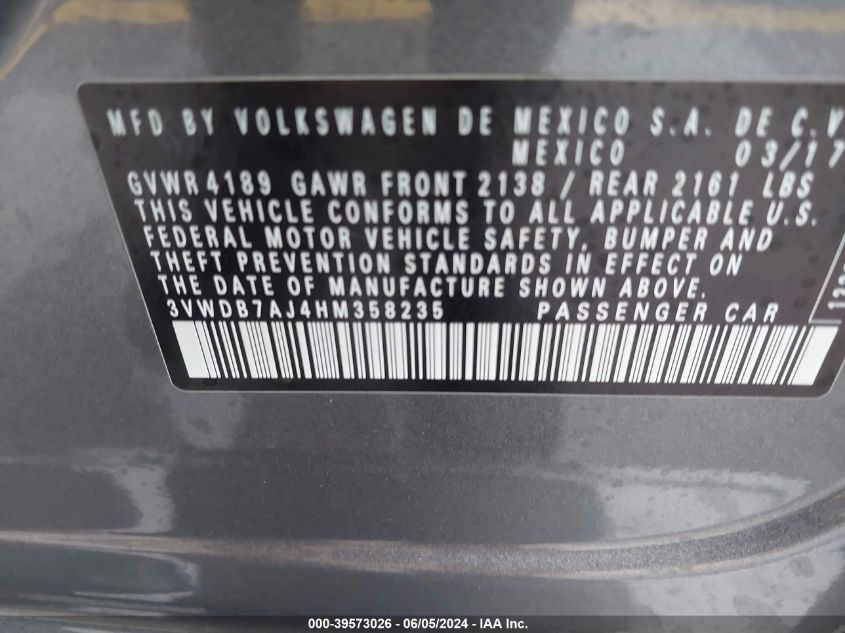 MFD BY VOLKSWAGEN DE MEXICO S.A. DE C.V
MEXICO 03/17
GVWR 4189 GAWR FRONT 2138 / REAR 2161 LBS
THIS VEHICLE CONFORMS TO ALL APPLICABLE U.S.
FEDERAL MOTOR VEHICLE SAFETY, BUMPER AND
THEFT PREVENTION STANDARDS IN EFFECT ON
THE DATE OF MANUFACTURE SHOWN ABOVE.
3VWDB7AJ4HM358235 PASSENGER CAR
000-39573026 - 06/05/2024 - IAA Inc.